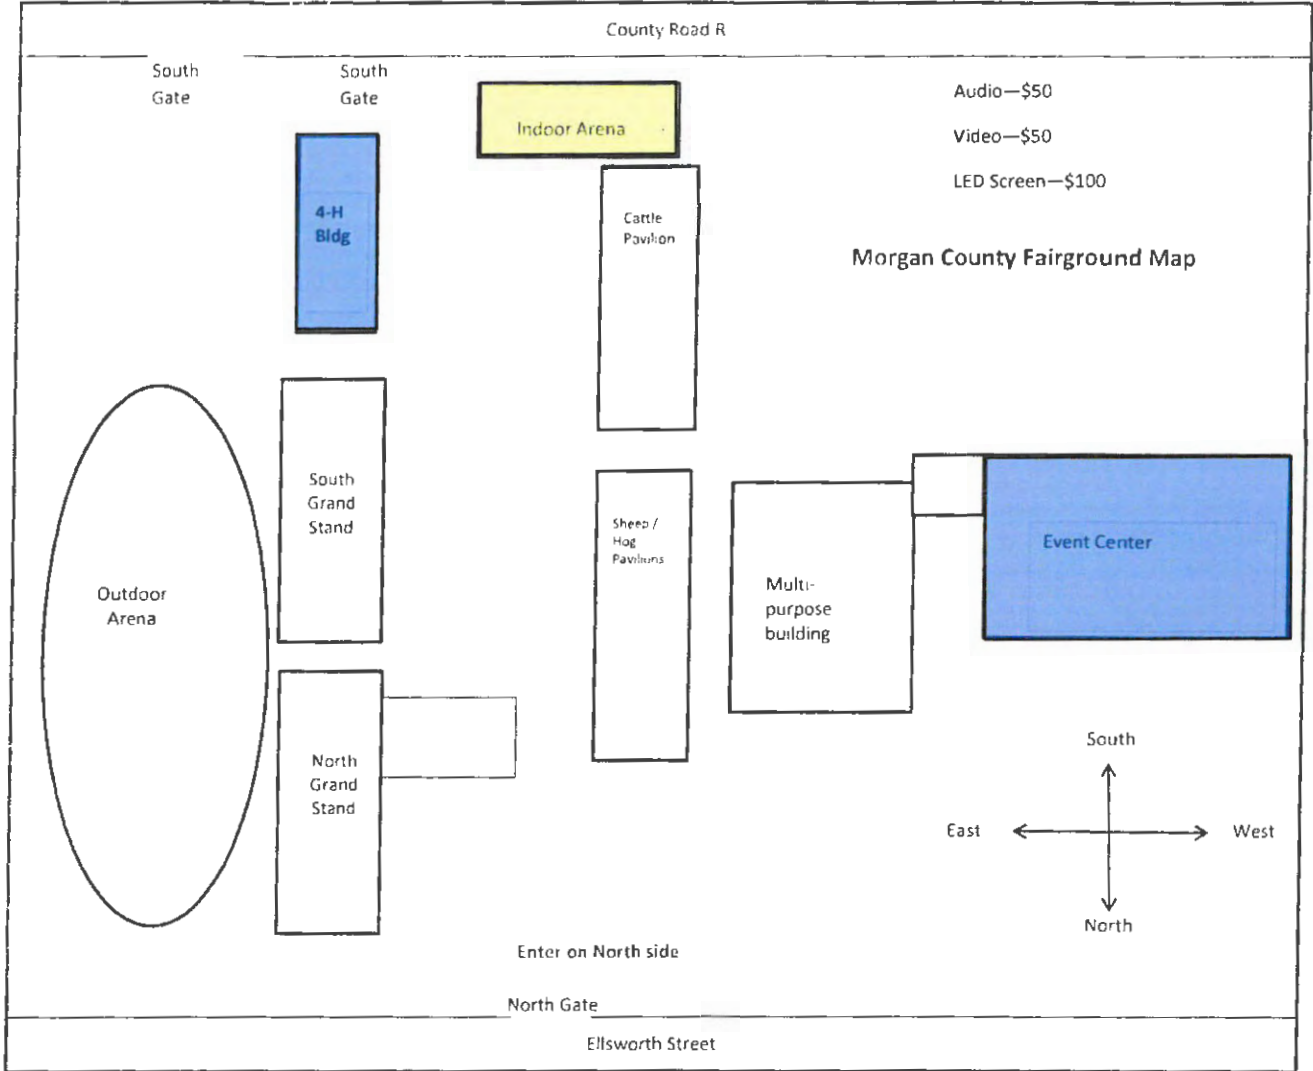 County Road R
South
Gate
South
Gate
Indoor Arena
Audio—$50
Video—$50
LED Screen—$100
4-H
Bldg
Cattle
Pavilion
Morgan County Fairground Map
South
Grand
Stand
Sheep /
Hog
Pavilions
Event Center
Outdoor
Arena
Multi-
purpose
building
North
Grand
Stand
South
East
West
North
Enter on North side
North Gate
Ellsworth Street